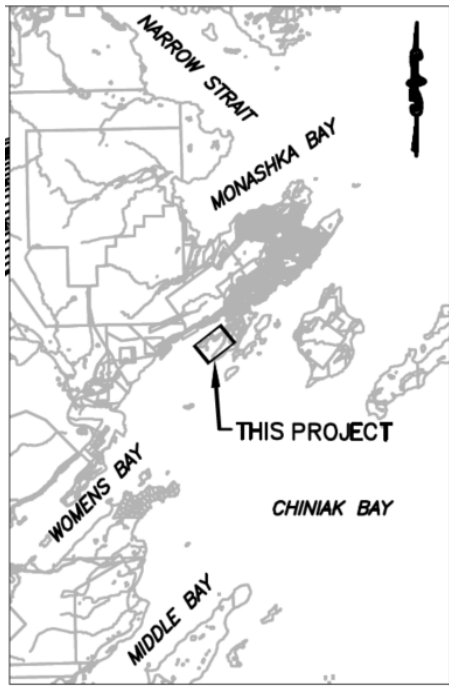 NARROW STRAIT
MONASHKA BAY
THIS PROJECT
WOMENS BAY
CHINIAK BAY
MIDDLE BAY